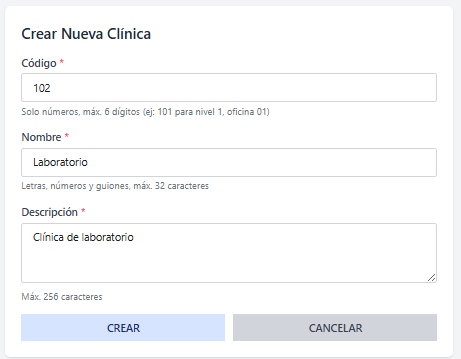 Crear Nueva Clínica
Código *
102
Solo números, máx. 6 dígitos (ej: 101 para nivel 1, oficina 01)
Nombre *
Laboratorio
Letras, números y guiones, máx. 32 caracteres
Descripción *
Clínica de laboratorio
Máx. 256 caracteres
CREAR CANCELAR